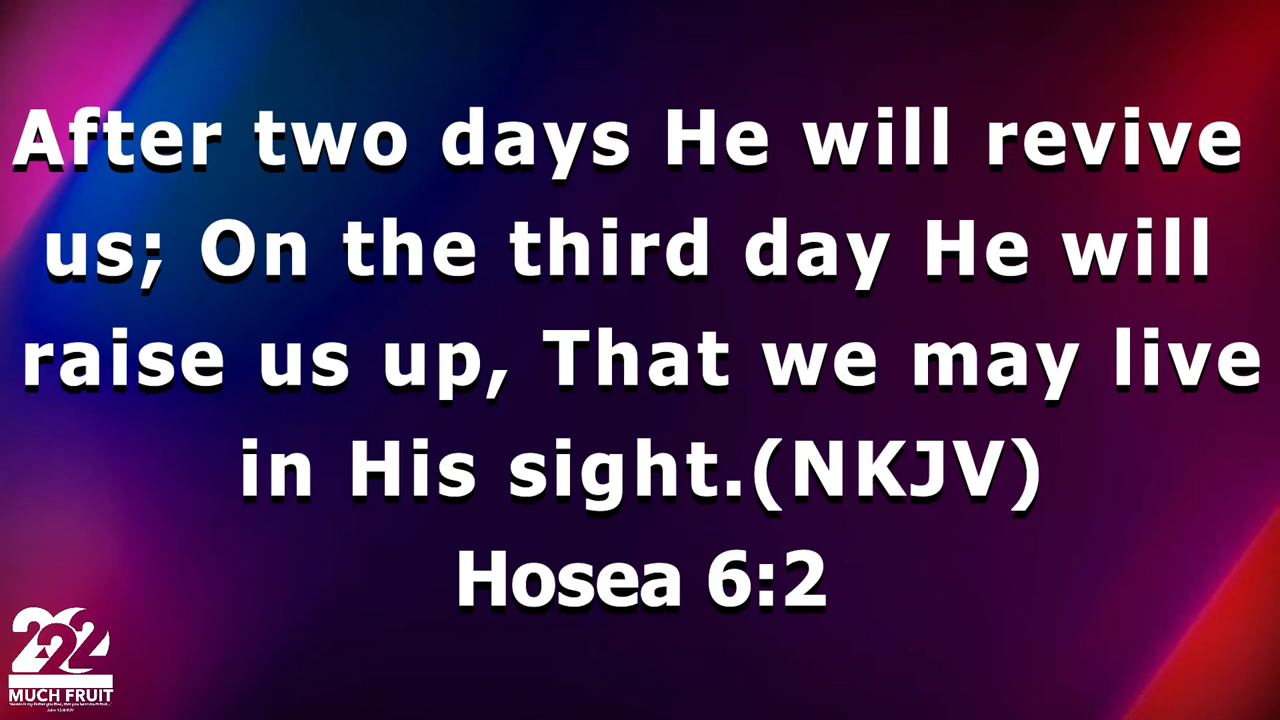 After two days He will revive
us; On the third day He will
raise us up, That we may live
in His sight.(NKJV)
Hosea 6:2
MUCH FRUIT